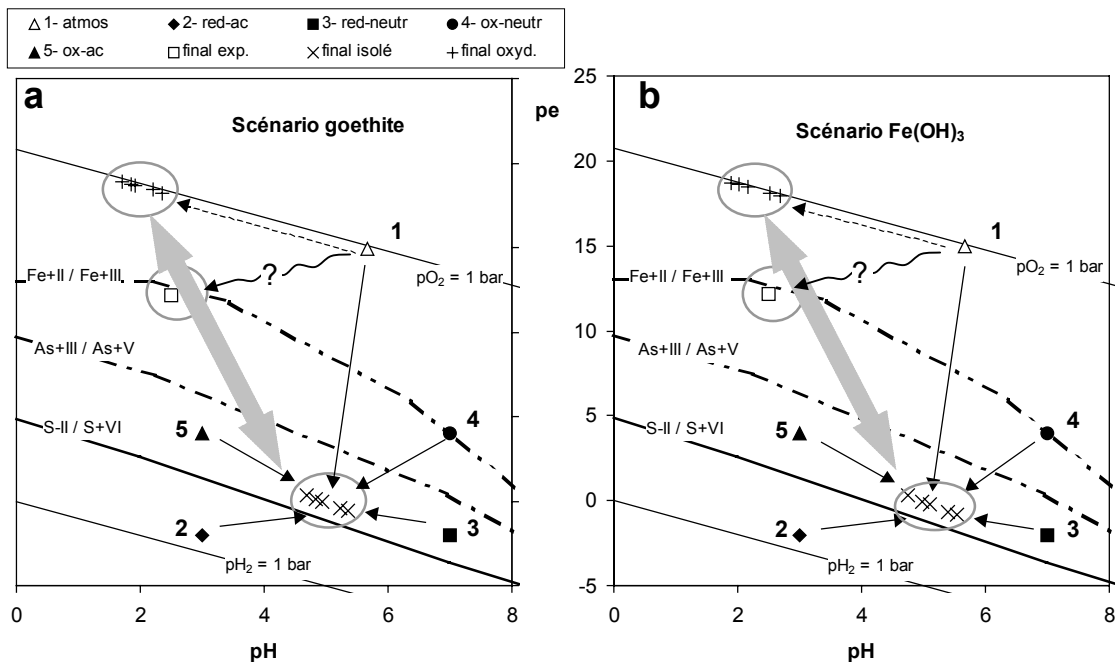 1- atmos 2- red-ac 3- red-neutr 4- ox-neutr
5- ox-ac final exp. final isolé final oxyd.
a
Scénario goethite
1
pO₂ = 1 bar
?
Fe+II / Fe+III
As+III / As+V
S-II / S+VI
5
4
2
3
pH₂ = 1 bar
0 2 4 6 8
pH
b
Scénario Fe(OH)₃
pe
25
20
15
10
5
0
-5
1
pO₂ = 1 bar
?
Fe+II / Fe+III
As+III / As+V
S-II / S+VI
5
4
2
3
pH₂ = 1 bar
0 2 4 6 8
pH